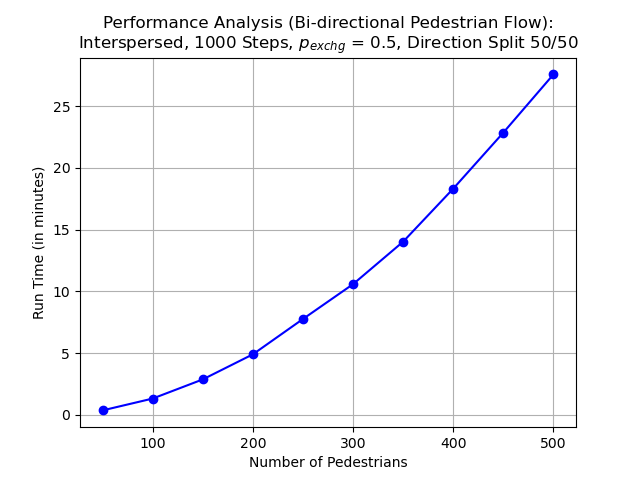 Performance Analysis (Bi-directional Pedestrian Flow):
Interspersed, 1000 Steps, p_exchg = 0.5, Direction Split 50/50
Run Time (in minutes)
25
20
15
10
5
0
100 200 300 400 500
Number of Pedestrians